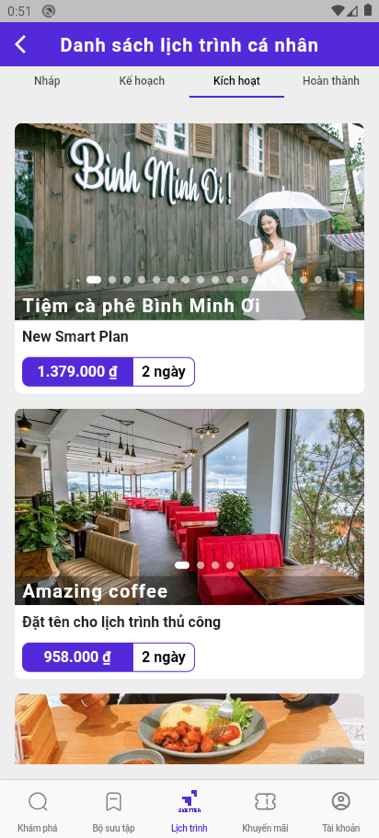 0:51
Danh sách lịch trình cá nhân
Nháp
Kế hoạch
Kích hoạt
Hoàn thành
Bình Minh Ơi!
Tiệm cà phê Bình Minh Ơi
New Smart Plan
1.379.000 ₫
2 ngày
Amazing coffee
Đặt tên cho lịch trình thủ công
958.000 ₫
2 ngày
Khám phá
Bộ sưu tập
Lịch trình
Khuyến mãi
Tài khoản